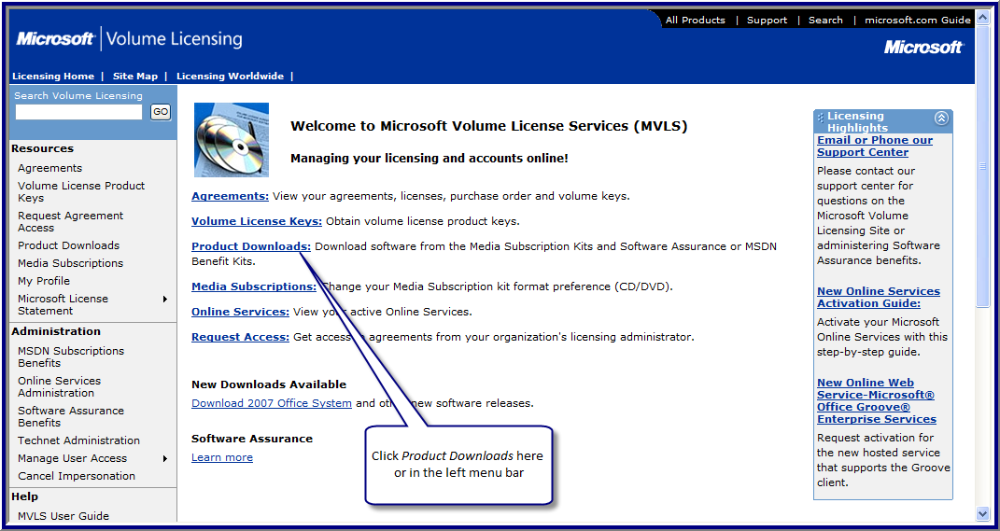 All Products | Support | Search | microsoft.com Guide
Microsoft | Volume Licensing
Microsoft
Licensing Home | Site Map | Licensing Worldwide |
Search Volume Licensing
GO
Resources
Agreements
Volume License Product
Keys
Request Agreement
Access
Product Downloads
Media Subscriptions
My Profile
Microsoft License
Statement
Administration
MSDN Subscriptions
Benefits
Online Services
Administration
Software Assurance
Benefits
Technet Administration
Manage User Access
Cancel Impersonation
Help
MVLS User Guide
Welcome to Microsoft Volume License Services (MVLS)
Managing your licensing and accounts online!
Agreements: View your agreements, licenses, purchase order and volume keys.
Volume License Keys: Obtain volume license product keys.
Product Downloads: Download software from the Media Subscription Kits and Software Assurance or MSDN
Benefit Kits.
Media Subscriptions: Change your Media Subscription kit format preference (CD/DVD).
Online Services: View your active Online Services.
Request Access: Get access agreements from your organization's licensing administrator.
New Downloads Available
Download 2007 Office System and other new software releases.
Software Assurance
Learn more
Click Product Downloads here
or in the left menu bar
Licensing
Highlights
Email or Phone our
Support Center
Please contact our
support center for
questions on the
Microsoft Volume
Licensing Site or
administering Software
Assurance benefits.
New Online Services
Activation Guide:
Activate your Microsoft
Online Services with this
step-by-step guide.
New Online Web
Service-Microsoft®
Office Groove®
Enterprise Services
Request activation for
the new hosted service
that supports the Groove
client.